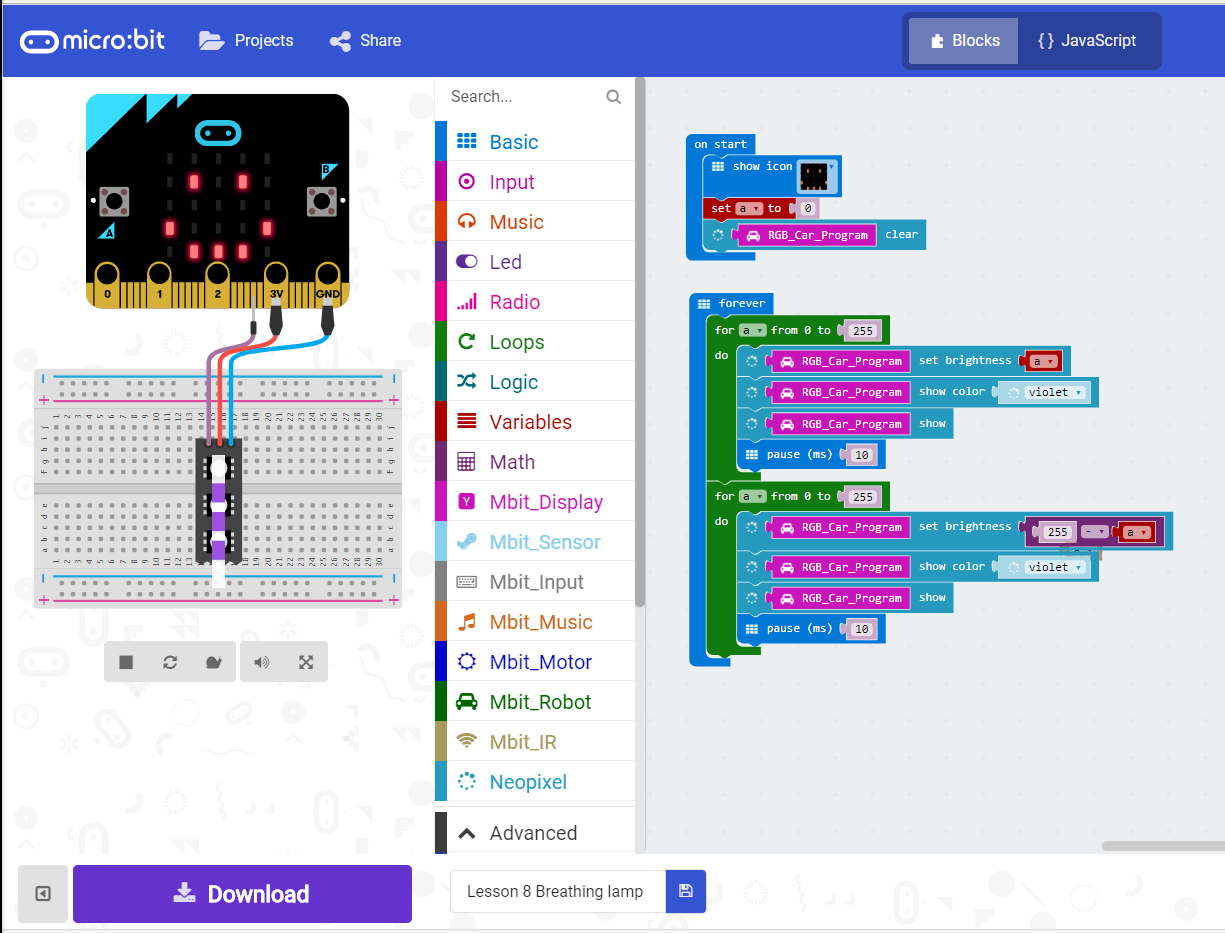 micro:bit
Projects
Share
Blocks
{ } JavaScript
B
A
0 1 2 3V GND
Search...
Basic
Input
Music
Led
Radio
Loops
Logic
Variables
Math
Mbit_Display
Mbit_Sensor
Mbit_Input
Mbit_Music
Mbit_Motor
Mbit_Robot
Mbit_IR
Neopixel
Advanced
on start
show icon
set a to 0
RGB_Car_Program clear
forever
for a from 0 to 255
do
RGB_Car_Program set brightness a
RGB_Car_Program show color violet
RGB_Car_Program show
pause (ms) 10
for a from 0 to 255
do
RGB_Car_Program set brightness 255 - a
RGB_Car_Program show color violet
RGB_Car_Program show
pause (ms) 10
Download
Lesson 8 Breathing lamp